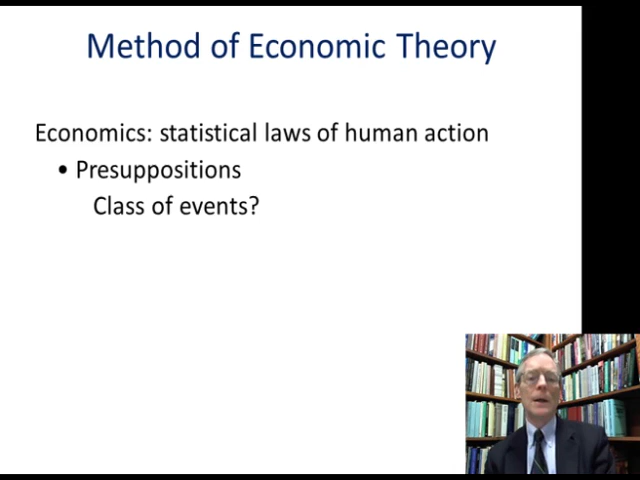 Method of Economic Theory
Economics: statistical laws of human action
• Presuppositions
Class of events?